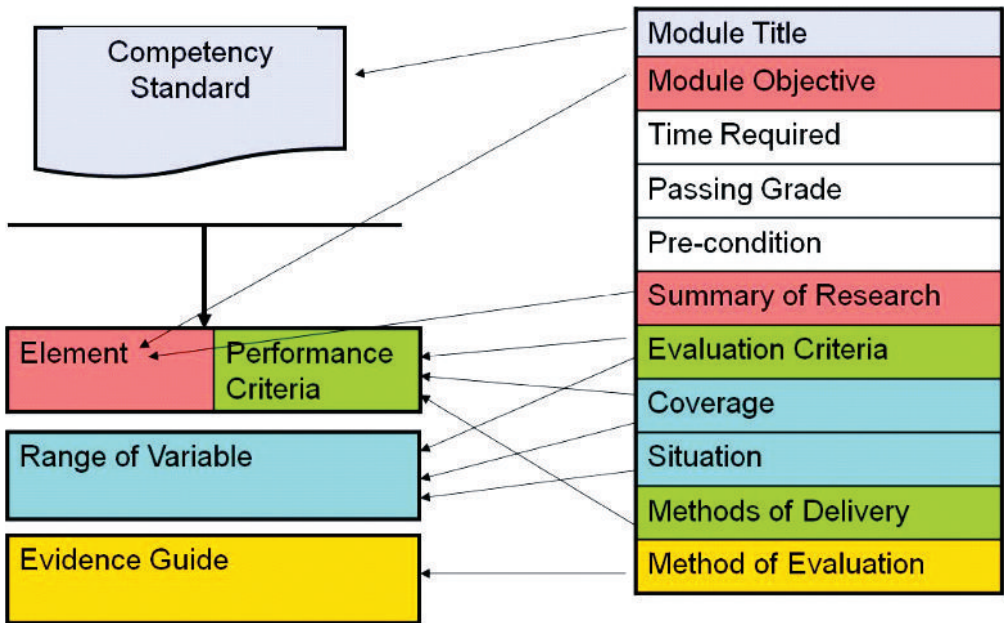 Competency
Standard
Element
Performance
Criteria
Range of Variable
Evidence Guide
Module Title
Module Objective
Time Required
Passing Grade
Pre-condition
Summary of Research
Evaluation Criteria
Coverage
Situation
Methods of Delivery
Method of Evaluation